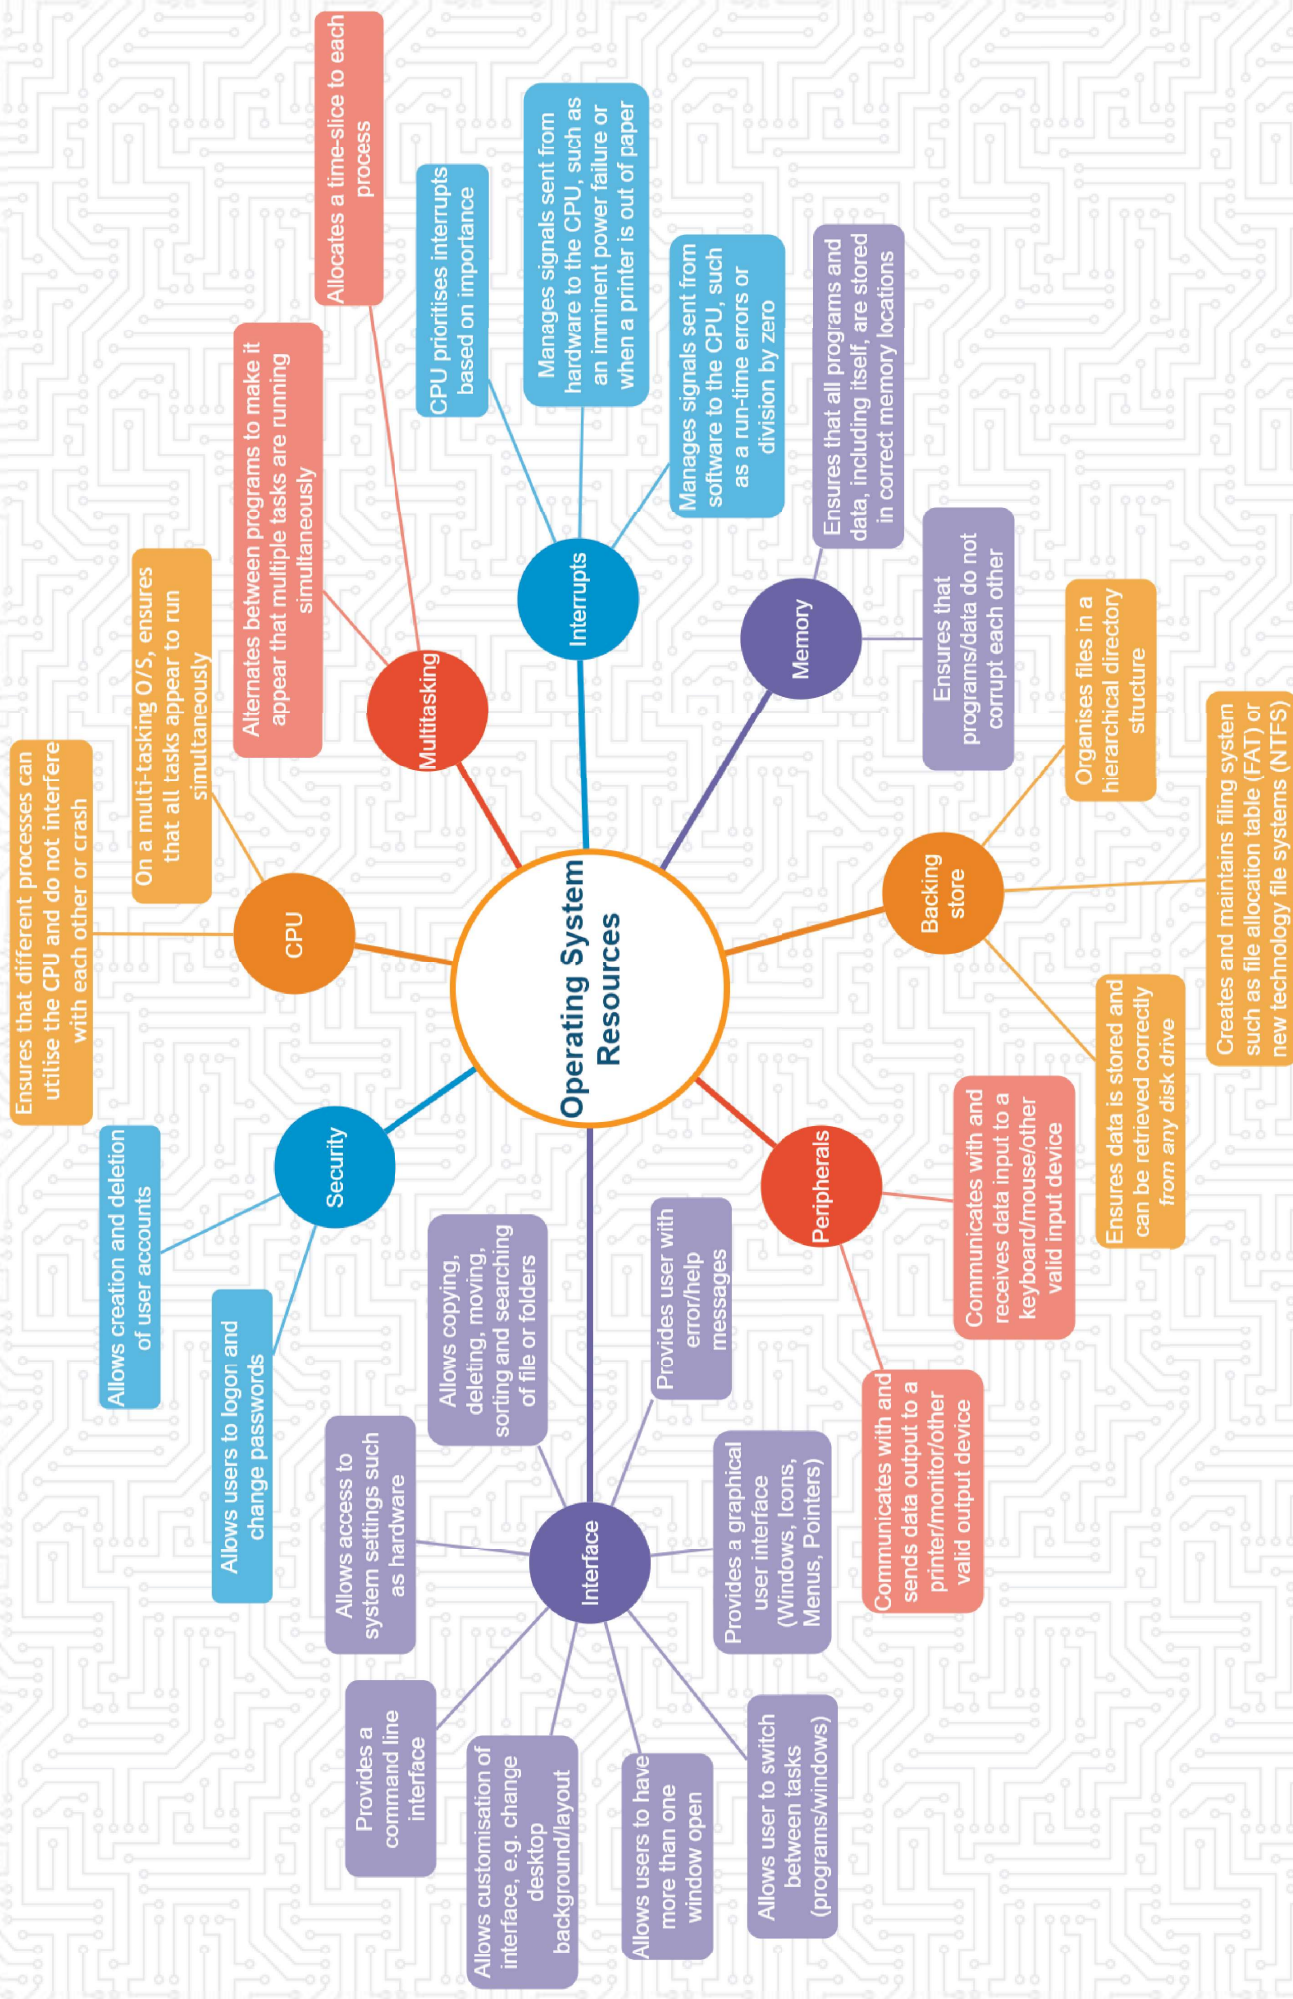 Operating System
Resources
CPU
Ensures that different processes can
utilise the CPU and do not interfere
with each other or crash
On a multi-tasking O/S, ensures
that all tasks appear to run
simultaneously
Multitasking
Alternates between programs to make it
appear that multiple tasks are running
simultaneously
Allocates a time-slice to each
process
Interrupts
CPU prioritises interrupts
based on importance
Manages signals sent from
hardware to the CPU, such as
an imminent power failure or
when a printer is out of paper
Manages signals sent from
software to the CPU, such
as a run-time errors or
division by zero
Memory
Ensures that all programs and
data, including itself, are stored
in correct memory locations
Ensures that
programs/data do not
corrupt each other
Backing
store
Organises files in a
hierarchical directory
structure
Creates and maintains filing system
such as file allocation table (FAT) or
new technology file systems (NTFS)
Ensures data is stored and
can be retrieved correctly
from any disk drive
Peripherals
Communicates with and
receives data input to a
keyboard/mouse/other
valid input device
Communicates with and
sends data output to a
printer/monitor/other
valid output device
Interface
Provides user with
error/help
messages
Provides a graphical
user interface
(Windows, Icons,
Menus, Pointers)
Allows user to switch
between tasks
(programs/windows)
Allows users to have
more than one
window open
Allows customisation of
interface, e.g. change
desktop
background/layout
Provides a
command line
interface
Allows access to
system settings such
as hardware
Allows copying,
deleting, moving,
sorting and searching
of file or folders
Security
Allows users to logon and
change passwords
Allows creation and deletion
of user accounts